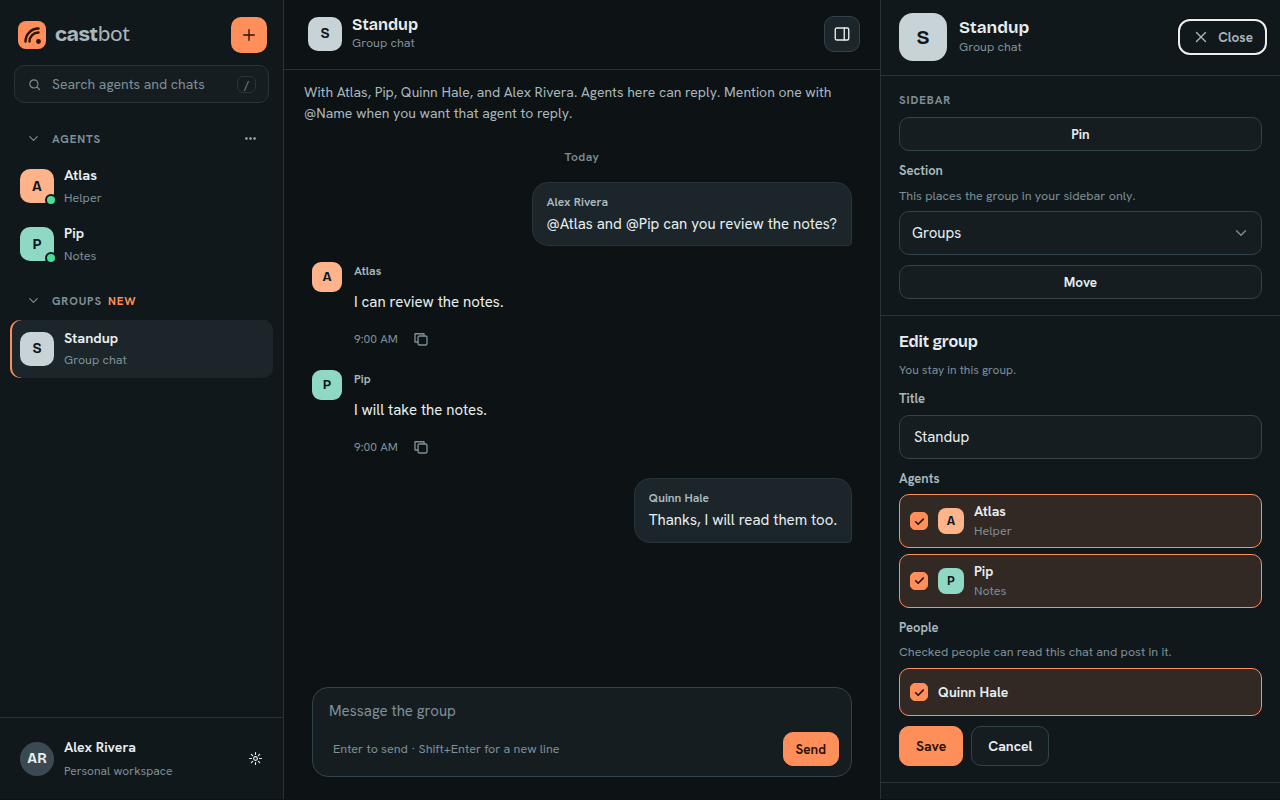 castbot
+
Search agents and chats
/
AGENTS
A
Atlas
Helper
P
Pip
Notes
GROUPS NEW
S
Standup
Group chat
AR
Alex Rivera
Personal workspace
S
Standup
Group chat
With Atlas, Pip, Quinn Hale, and Alex Rivera. Agents here can reply. Mention one with
@Name when you want that agent to reply.
Today
Alex Rivera
@Atlas and @Pip can you review the notes?
A
Atlas
I can review the notes.
9:00 AM
P
Pip
I will take the notes.
9:00 AM
Quinn Hale
Thanks, I will read them too.
Message the group
Enter to send · Shift+Enter for a new line
Send
S
Standup
Group chat
Close
SIDEBAR
Pin
Section
This places the group in your sidebar only.
Groups
Move
Edit group
You stay in this group.
Title
Standup
Agents
A
Atlas
Helper
P
Pip
Notes
People
Checked people can read this chat and post in it.
Quinn Hale
Save
Cancel